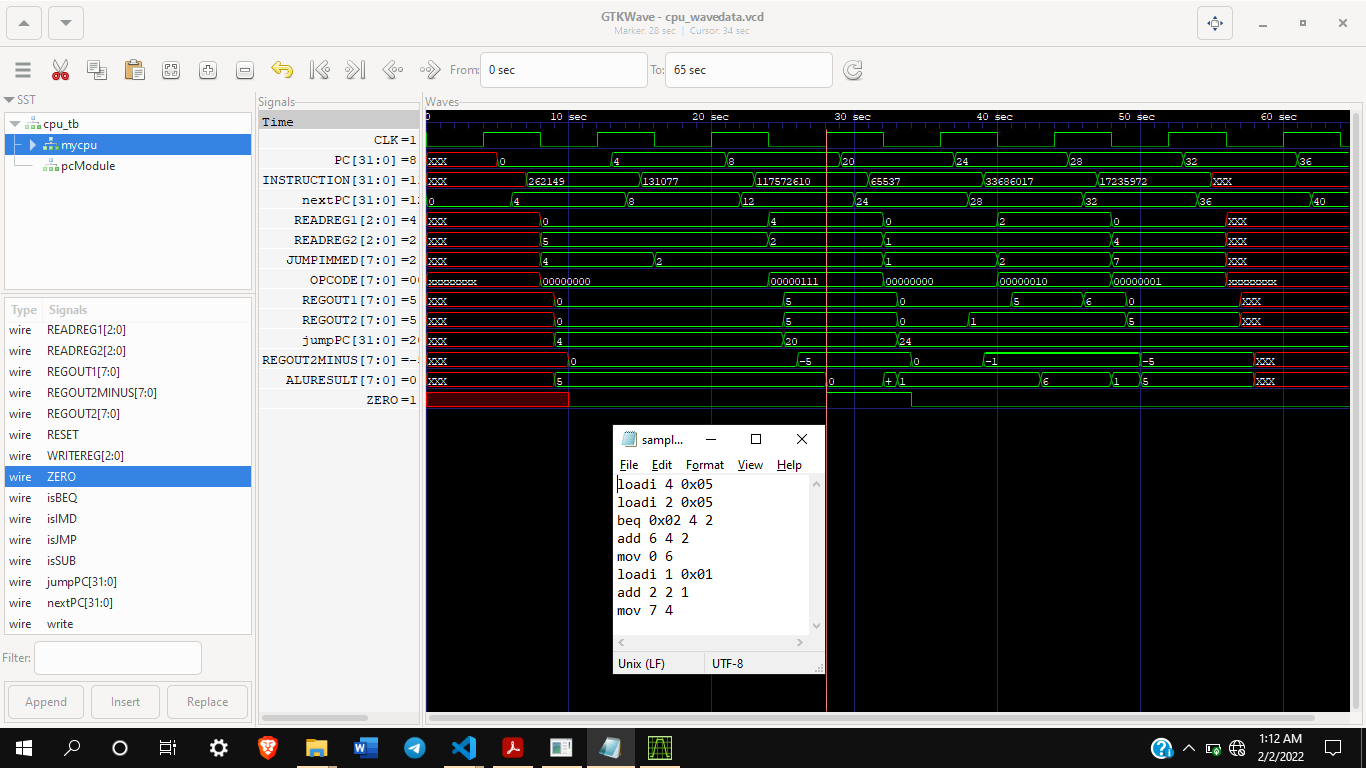 GTKWave - cpu_wavedata.vcd
Marker: 28 sec | Cursor: 34 sec
From: 0 sec To: 65 sec
SST
cpu_tb
mycpu
pcModule
Type Signals
wire READREG1[2:0]
wire READREG2[2:0]
wire REGOUT1[7:0]
wire REGOUT2MINUS[7:0]
wire REGOUT2[7:0]
wire RESET
wire WRITEREG[2:0]
wire ZERO
wire isBEQ
wire isIMD
wire isJMP
wire isSUB
wire jumpPC[31:0]
wire nextPC[31:0]
wire write
Filter:
Append Insert Replace
Signals
Time
CLK =1
PC[31:0] =8
INSTRUCTION[31:0] =1
nextPC[31:0] =12
READREG1[2:0] =4
READREG2[2:0] =2
JUMPIMMED[7:0] =2
OPCODE[7:0] =00
REGOUT1[7:0] =5
REGOUT2[7:0] =5
jumpPC[31:0] =20
REGOUT2MINUS[7:0] =-5
ALURESULT[7:0] =0
ZERO =1
Waves
0 10 sec 20 sec 30 sec 40 sec 50 sec 60 sec
XXX 0 4 8 20 24 28 32 36
XXX 262149 131077 117572610 65537 33686017 17235972 XXX
0 4 8 12 24 28 32 36 40
XXX 0 4 0 2 0 XXX
XXX 5 2 1 4 XXX
XXX 4 2 1 2 7 XXX
xxxxxxxx 00000000 00000111 00000000 00000010 00000001 xxxxxxxx
XXX 0 5 0 5 6 0 XXX
XXX 0 5 0 1 5 XXX
XXX 4 20 24
XXX 0 -5 0 -1 -5 XXX
XXX 5 0 + 1 6 1 5 XXX
sampl...
File Edit Format View Help
loadi 4 0x05
loadi 2 0x05
beq 0x02 4 2
add 6 4 2
mov 0 6
loadi 1 0x01
add 2 2 1
mov 7 4
Unix (LF) UTF-8
1:12 AM
2/2/2022